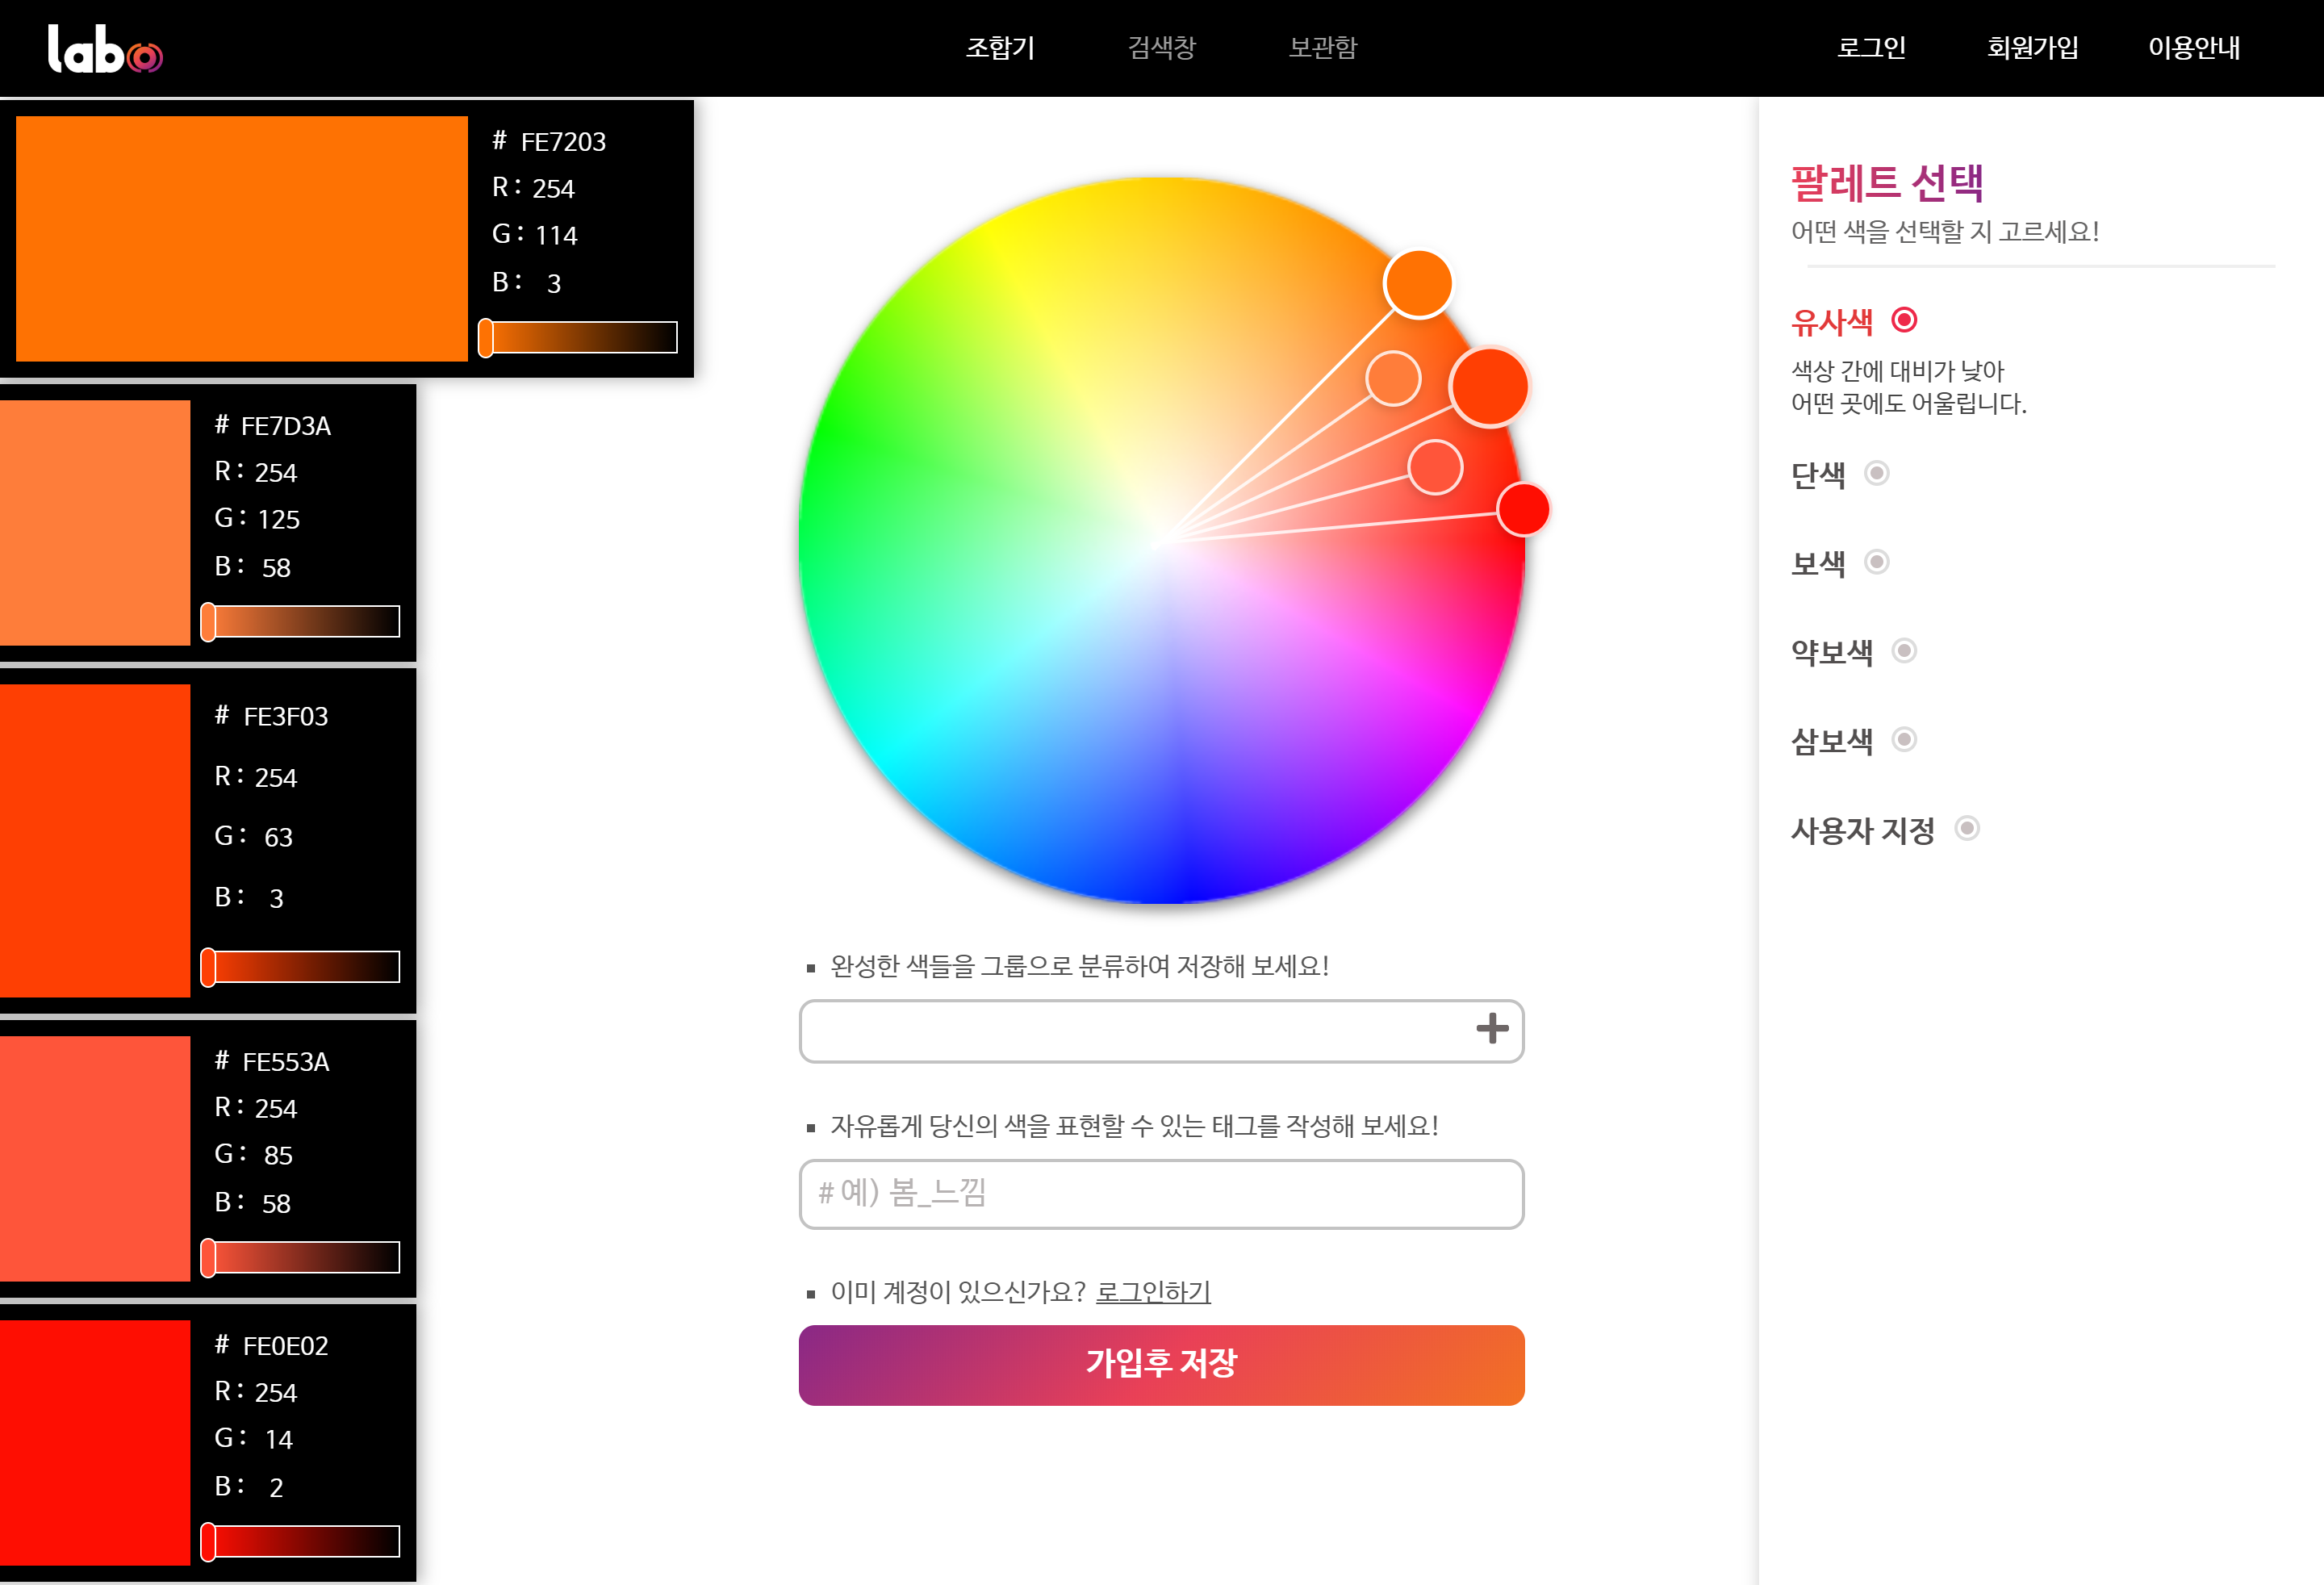 labo
조합기 검색창 보관함
로그인 회원가입 이용안내
# FE7203
R : 254
G : 114
B : 3
# FE7D3A
R : 254
G : 125
B : 58
# FE3F03
R : 254
G : 63
B : 3
# FE553A
R : 254
G : 85
B : 58
# FE0E02
R : 254
G : 14
B : 2
완성한 색들을 그룹으로 분류하여 저장해 보세요!
자유롭게 당신의 색을 표현할 수 있는 태그를 작성해 보세요!
# 예) 봄_느낌
이미 계정이 있으신가요? 로그인하기
가입후 저장
팔레트 선택
어떤 색을 선택할 지 고르세요!
유사색
색상 간에 대비가 낮아
어떤 곳에도 어울립니다.
단색
보색
약보색
삼보색
사용자 지정